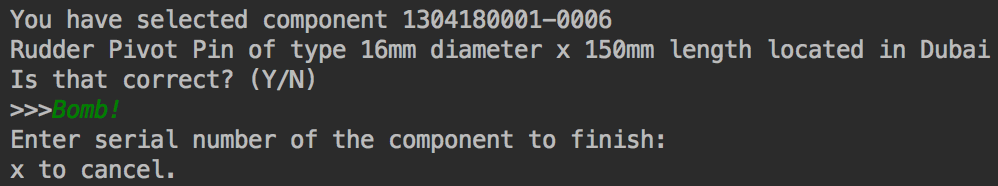 You have selected component 1304180001-0006
Rudder Pivot Pin of type 16mm diameter x 150mm length located in Dubai
Is that correct? (Y/N)
>>>Bomb!
Enter serial number of the component to finish:
x to cancel.